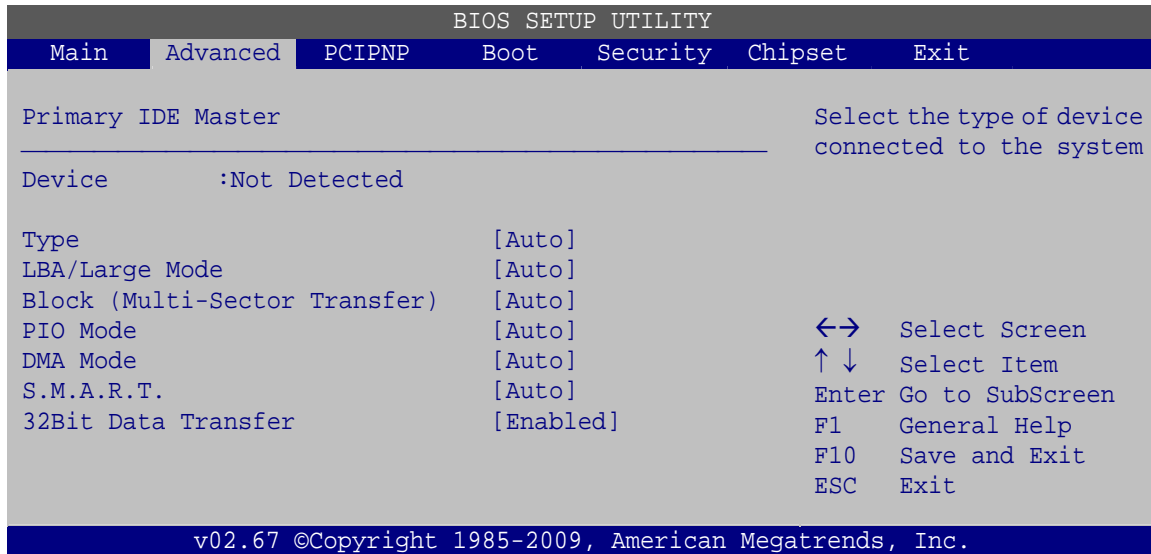 BIOS SETUP UTILITY
Main Advanced PCIPNP Boot Security Chipset Exit
Primary IDE Master
Device :Not Detected
Type [Auto]
LBA/Large Mode [Auto]
Block (Multi-Sector Transfer) [Auto]
PIO Mode [Auto]
DMA Mode [Auto]
S.M.A.R.T. [Auto]
32Bit Data Transfer [Enabled]
Select the type of device
connected to the system
←→ Select Screen
↑ ↓ Select Item
Enter Go to SubScreen
F1 General Help
F10 Save and Exit
ESC Exit
v02.67 ©Copyright 1985-2009, American Megatrends, Inc.